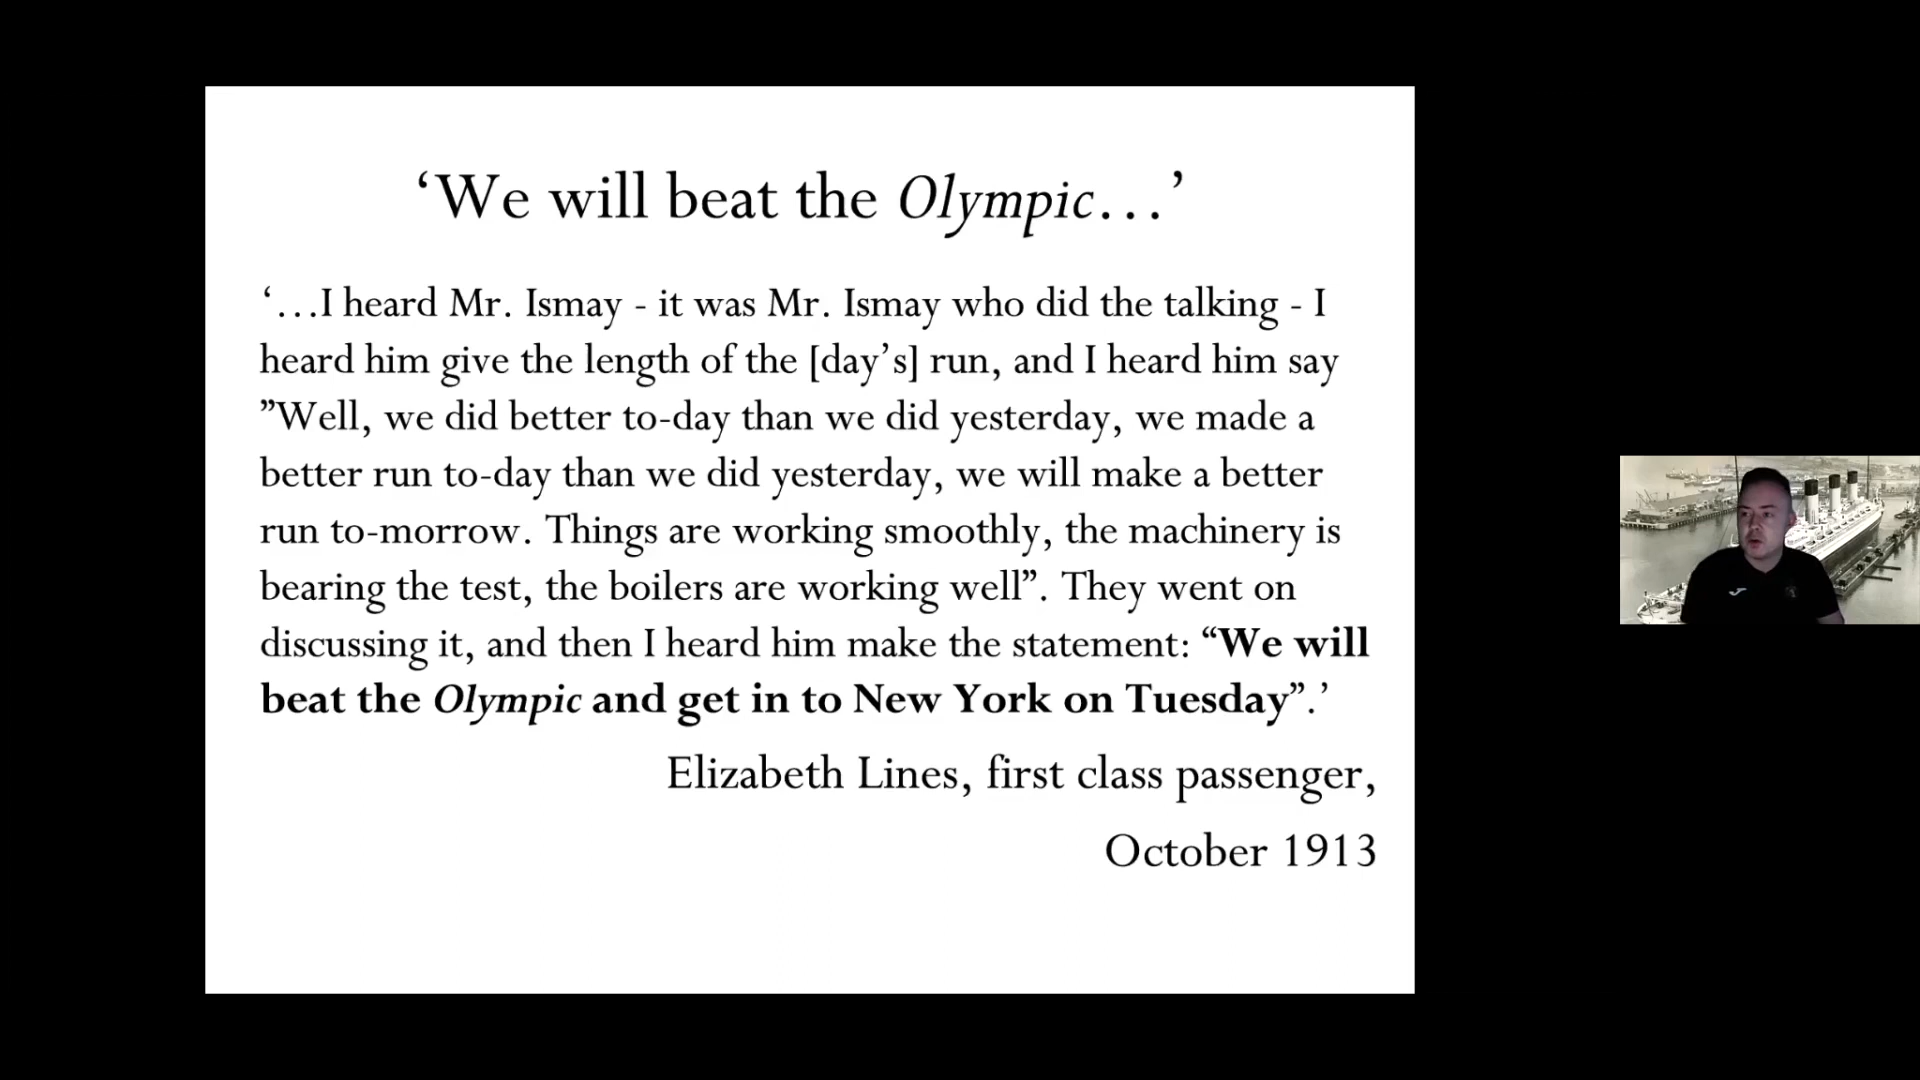 ‘We will beat the Olympic…’
‘…I heard Mr. Ismay - it was Mr. Ismay who did the talking - I
heard him give the length of the [day’s] run, and I heard him say
”Well, we did better to-day than we did yesterday, we made a
better run to-day than we did yesterday, we will make a better
run to-morrow. Things are working smoothly, the machinery is
bearing the test, the boilers are working well”. They went on
discussing it, and then I heard him make the statement: “We will
beat the Olympic and get in to New York on Tuesday”.’
Elizabeth Lines, first class passenger,
October 1913